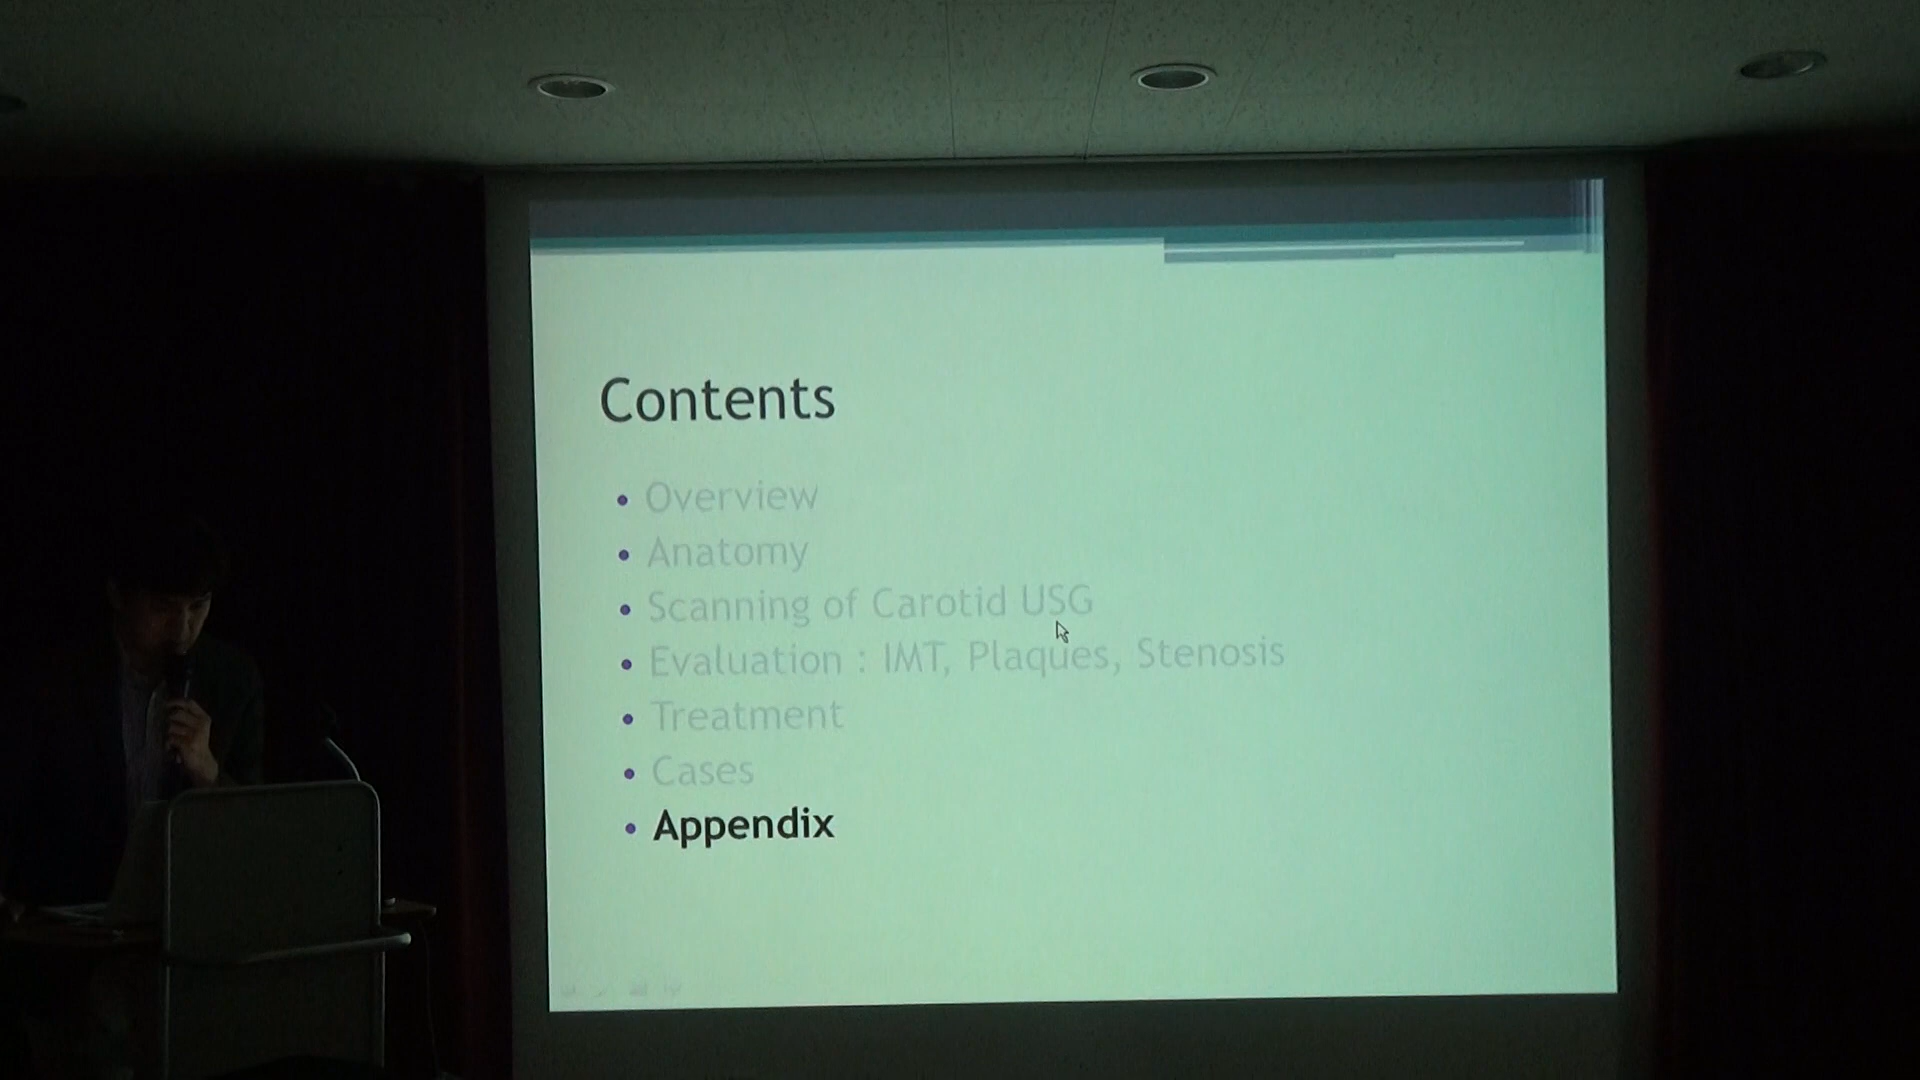 Contents
• Overview
• Anatomy
• Scanning of Carotid USG
• Evaluation : IMT, Plaques, Stenosis
• Treatment
• Cases
• Appendix